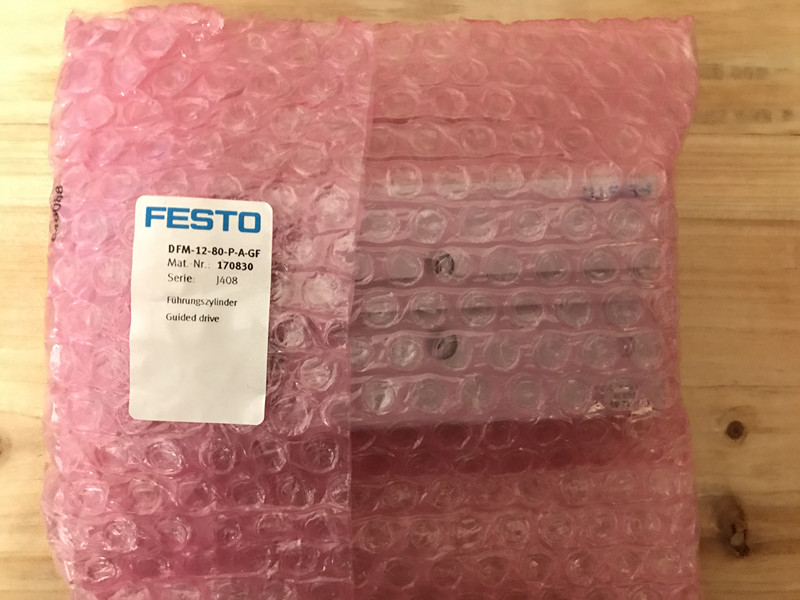 FESTO
DFM-12-80-P-A-GF
Mat.-Nr.: 170830
Serie: J408
Führungszylinder
Guided drive